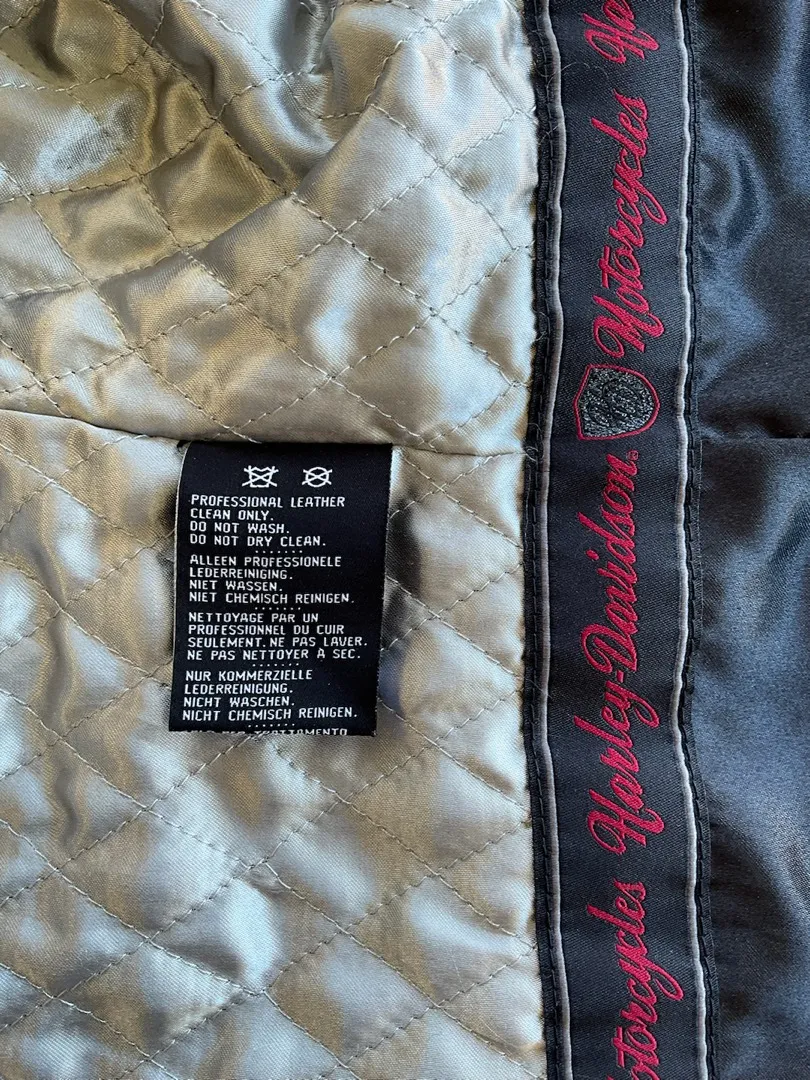 PROFESSIONAL LEATHER
CLEAN ONLY.
DO NOT WASH.
DO NOT DRY CLEAN.
ALLEEN PROFESSIONELE
LEDERREINIGING.
NIET WASSEN.
NIET CHEMISCH REINIGEN.
NETTOYAGE PAR UN
PROFESSIONNEL DU CUIR
SEULEMENT. NE PAS LAVER.
NE PAS NETTOYER A SEC.
NUR KOMMERZIELLE
LEDERREINIGUNG.
NICHT WASCHEN.
NICHT CHEMISCH REINIGEN.
TRATTAMENTO
Motorcycles Harley-Davidson® Motorcycles Ha